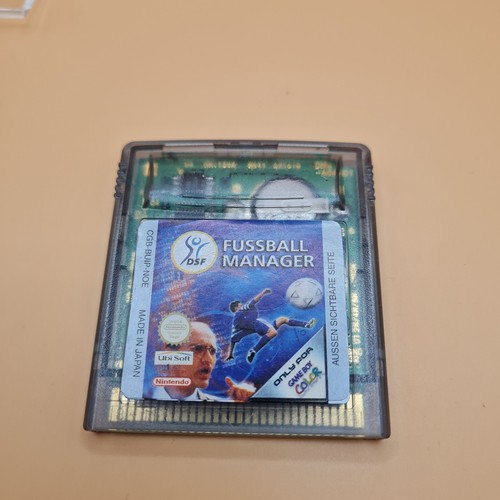 DSF
FUSSBALL
MANAGER
CGB-BUIP-NOE
MADE IN JAPAN
AUSSEN SICHTBARE SEITE
Ubi Soft
Nintendo
ONLY FOR
GAME BOY
COLOR